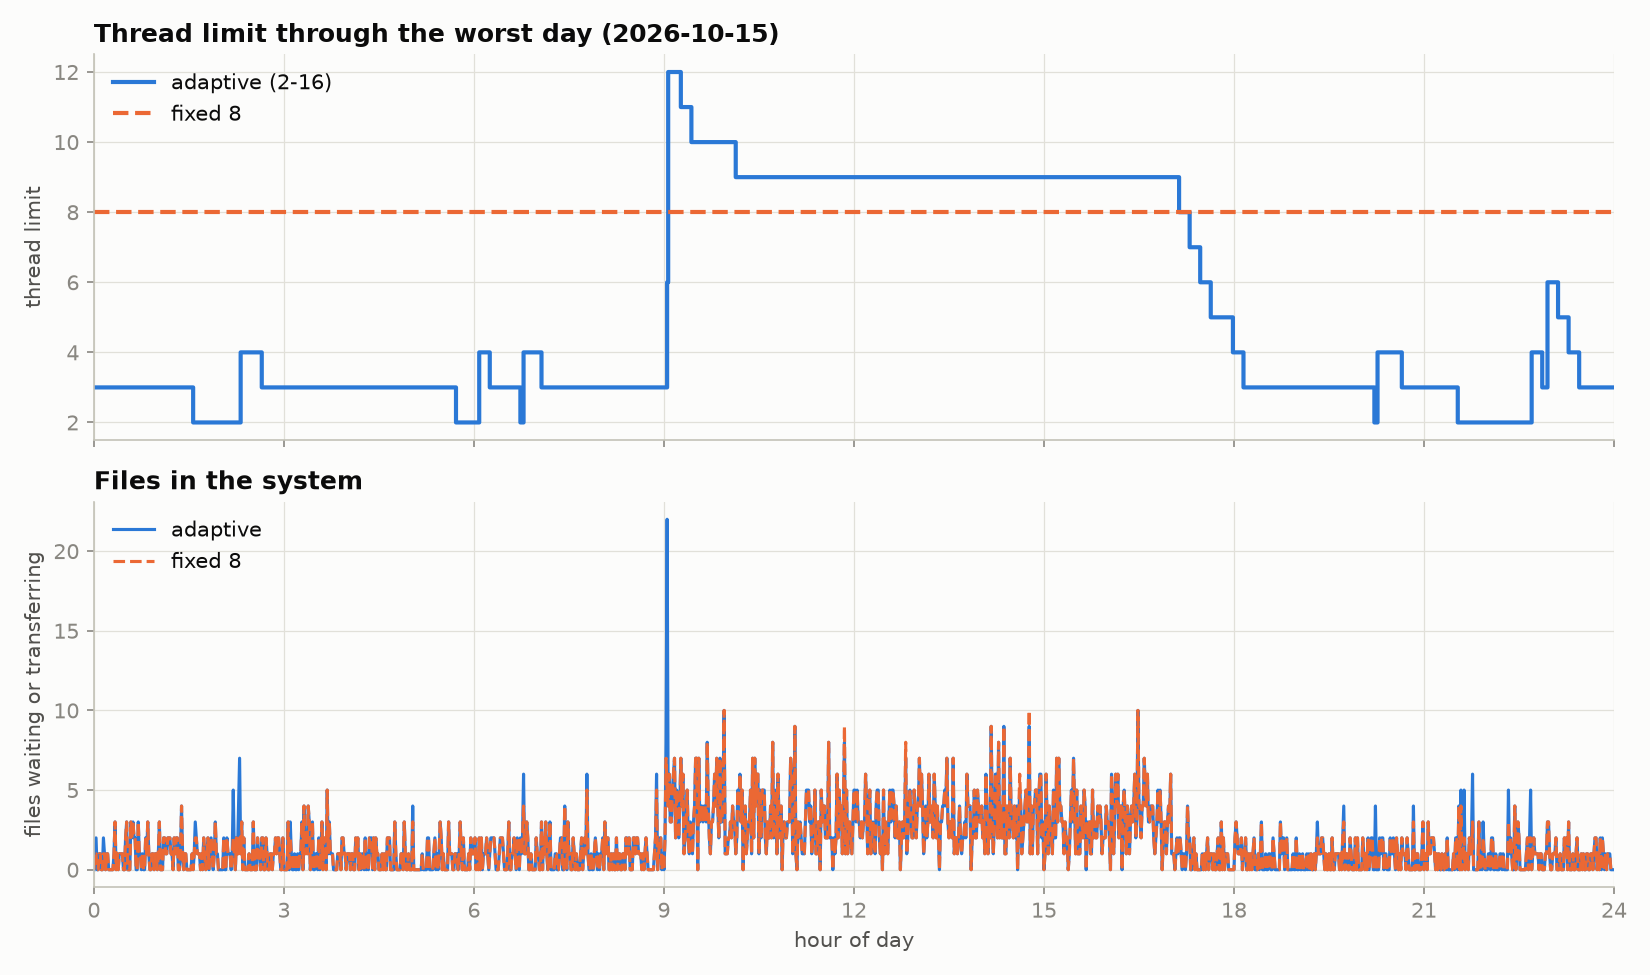 Thread limit through the worst day (2026-10-15)
adaptive (2-16)
fixed 8
thread limit
12
10
8
6
4
2
Files in the system
adaptive
fixed 8
files waiting or transferring
20
15
10
5
0
0 3 6 9 12 15 18 21 24
hour of day